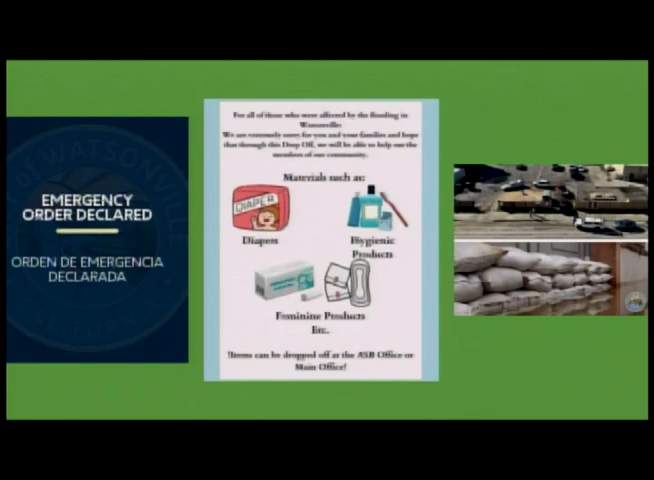 EMERGENCY
ORDER DECLARED
ORDEN DE EMERGENCIA
DECLARADA
For all of those who were affected by the flooding in
Watsonville:
We are extremely sorry for you and your families and hope
that through this Drop Off, we will be able to help out the
members of our community.
Materials such as:
DIAPER
Diapers
Hygienic
Products
Feminine Products
Etc.
!Items can be dropped off at the ASB Office or
Main Office!